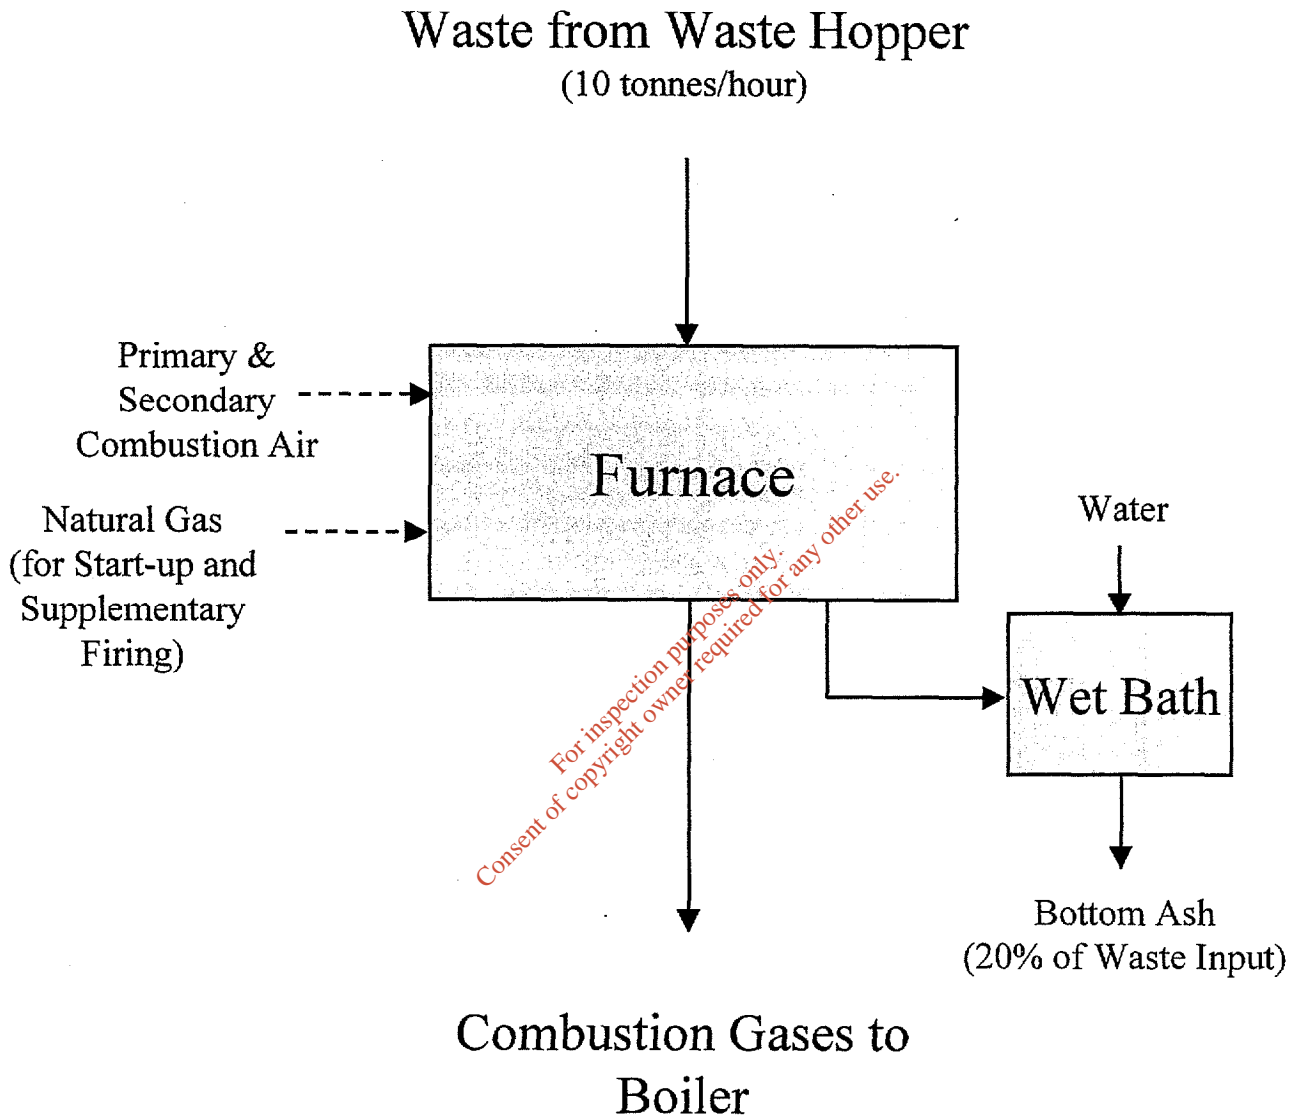 Waste from Waste Hopper
(10 tonnes/hour)
Primary &
Secondary
Combustion Air
Furnace
Natural Gas
(for Start-up and
Supplementary
Firing)
Water
Wet Bath
For inspection purposes only.
Consent of copyright owner required for any other use.
Bottom Ash
(20% of Waste Input)
Combustion Gases to
Boiler